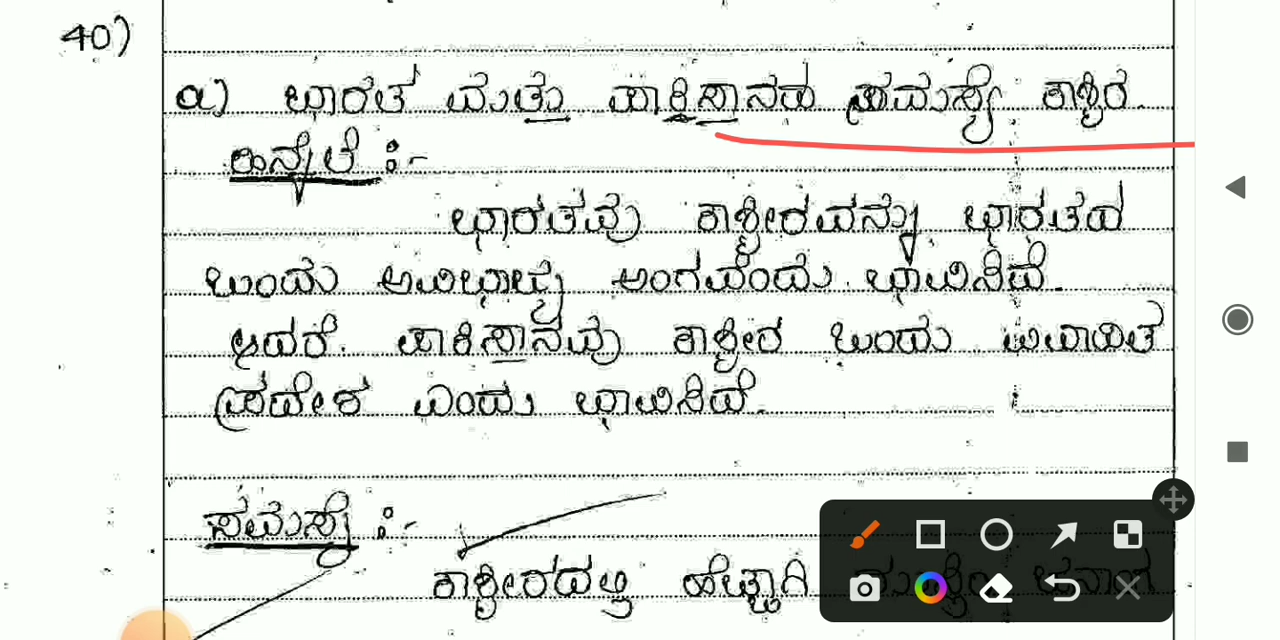 40)
a) ಭಾರತ ಮತ್ತು ಪಾಕಿಸ್ತಾನದ ಸಮಸ್ಯೆ ಕಾಶ್ಮಿರ.
ಹಿನ್ನೆಲೆ :-
ಭಾರತವು ಕಾಶ್ಮೀರವನ್ನು ಭಾರತದ
ಒಂದು ಅವಿಭಾಜ್ಯ ಅಂಗವೆಂದು ಭಾವಿಸಿದೆ.
ಆದರೆ. ಪಾಕಿಸ್ತಾನವು ಕಾಶ್ಮೀರ ಒಂದು ವಿವಾದಿತ
ಪ್ರದೇಶ ಎಂದು ಭಾವಿಸಿದೆ.
ಸಮಸ್ಯೆ :-
ಕಾಶ್ಮೀರದಲ್ಲಿ ಹೆಚ್ಚಾಗಿ